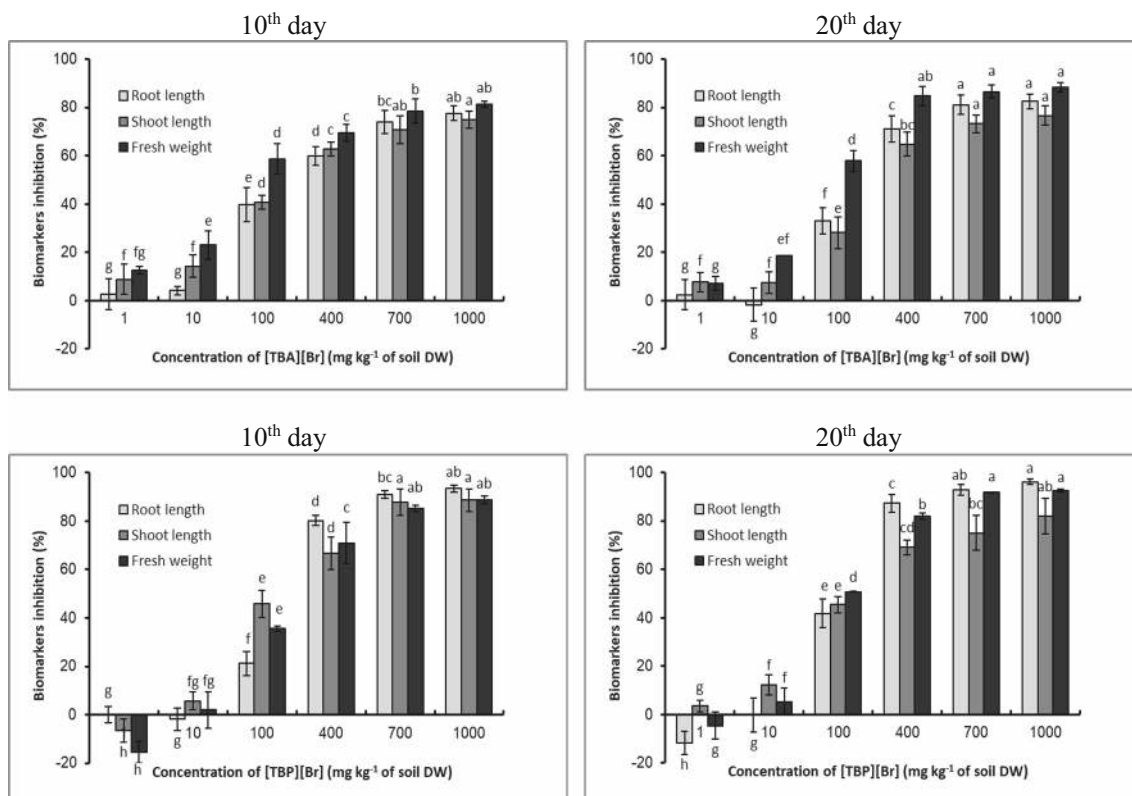 10th day
100
80
60
40
20
0
-20
Biomarkers inhibition (%)
Root length
Shoot length
Fresh weight
g f fg
g f e
e d d
d c c
bc ab b
ab a ab
1 10 100 400 700 1000
Concentration of [TBA][Br] (mg kg-1 of soil DW)
20th day
100
80
60
40
20
0
-20
Biomarkers inhibition (%)
Root length
Shoot length
Fresh weight
g f g
g f ef
f e d
c bc ab
a a a
a a a
1 10 100 400 700 1000
Concentration of [TBA][Br] (mg kg-1 of soil DW)
10th day
100
80
60
40
20
0
-20
Biomarkers inhibition (%)
Root length
Shoot length
Fresh weight
g h h
g fg fg
f e e
d d c
bc a ab
ab a ab
1 10 100 400 700 1000
Concentration of [TBP][Br] (mg kg-1 of soil DW)
20th day
100
80
60
40
20
0
-20
Biomarkers inhibition (%)
Root length
Shoot length
Fresh weight
h g g
g f f
e e d
c cd b
ab bc a
a ab a
1 10 100 400 700 1000
Concentration of [TBP][Br] (mg kg-1 of soil DW)